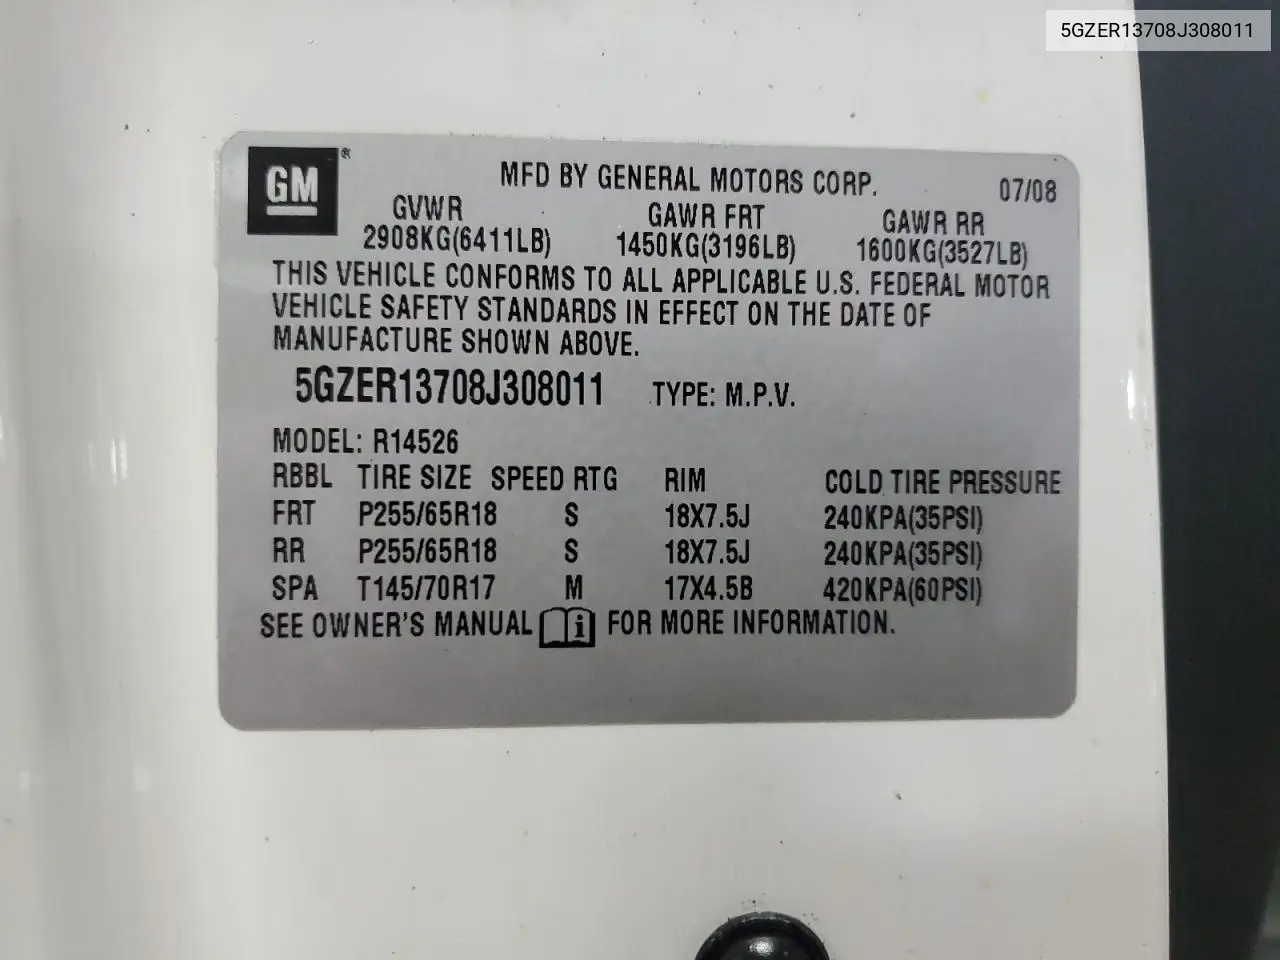 5GZER13708J308011
GM ®
MFD BY GENERAL MOTORS CORP. 07/08
GVWR GAWR FRT GAWR RR
2908KG(6411LB) 1450KG(3196LB) 1600KG(3527LB)
THIS VEHICLE CONFORMS TO ALL APPLICABLE U.S. FEDERAL MOTOR
VEHICLE SAFETY STANDARDS IN EFFECT ON THE DATE OF
MANUFACTURE SHOWN ABOVE.
5GZER13708J308011 TYPE: M.P.V.
MODEL: R14526
RBBL TIRE SIZE SPEED RTG RIM COLD TIRE PRESSURE
FRT P255/65R18 S 18X7.5J 240KPA(35PSI)
RR P255/65R18 S 18X7.5J 240KPA(35PSI)
SPA T145/70R17 M 17X4.5B 420KPA(60PSI)
SEE OWNER'S MANUAL i FOR MORE INFORMATION.